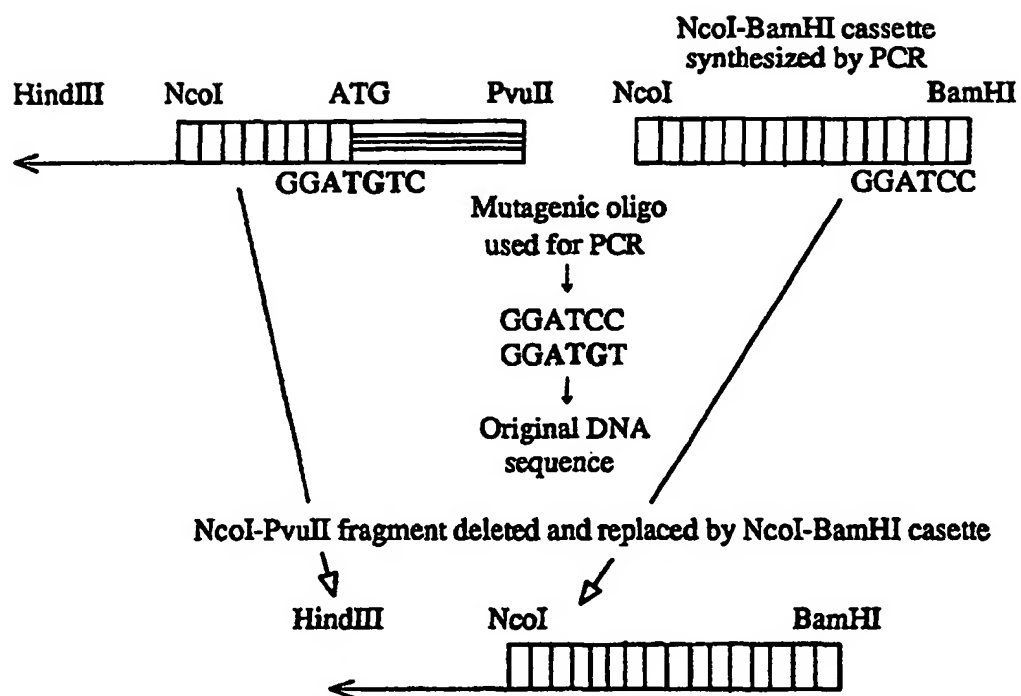 NcoI-BamHI cassette
synthesized by PCR
HindIII NcoI ATG PvuII NcoI BamHI
GGATGTC GGATCC
Mutagenic oligo
used for PCR
GGATCC
GGATGT
Original DNA
sequence
NcoI-PvuII fragment deleted and replaced by NcoI-BamHI casette
HindIII NcoI BamHI